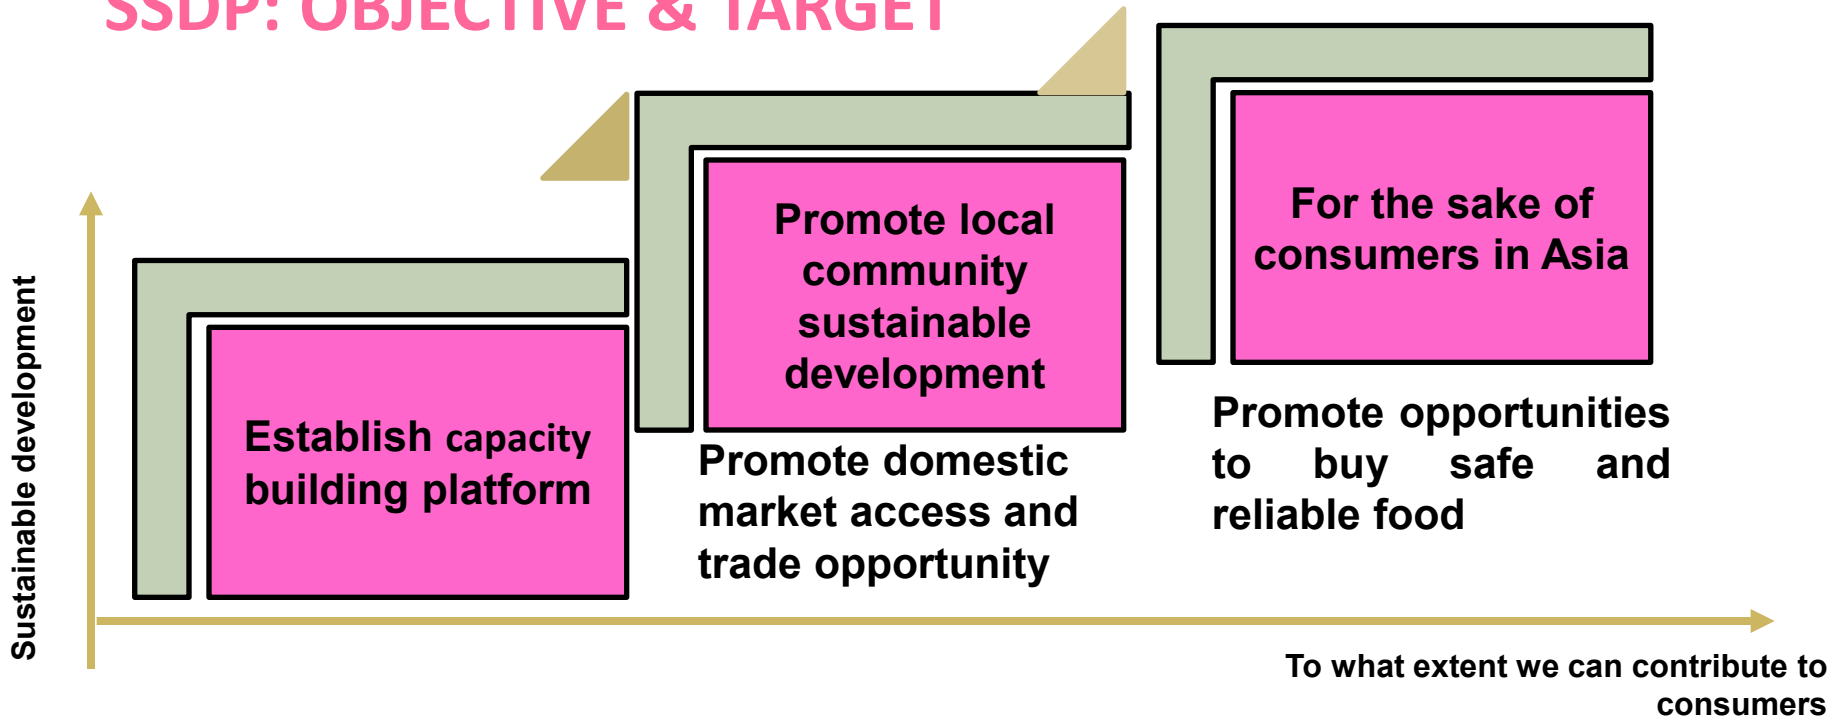 SSDP: OBJECTIVE & TARGET
Sustainable development
Establish capacity
building platform
Promote local
community
sustainable
development
Promote domestic
market access and
trade opportunity
For the sake of
consumers in Asia
Promote opportunities
to buy safe and
reliable food
To what extent we can contribute to
consumers